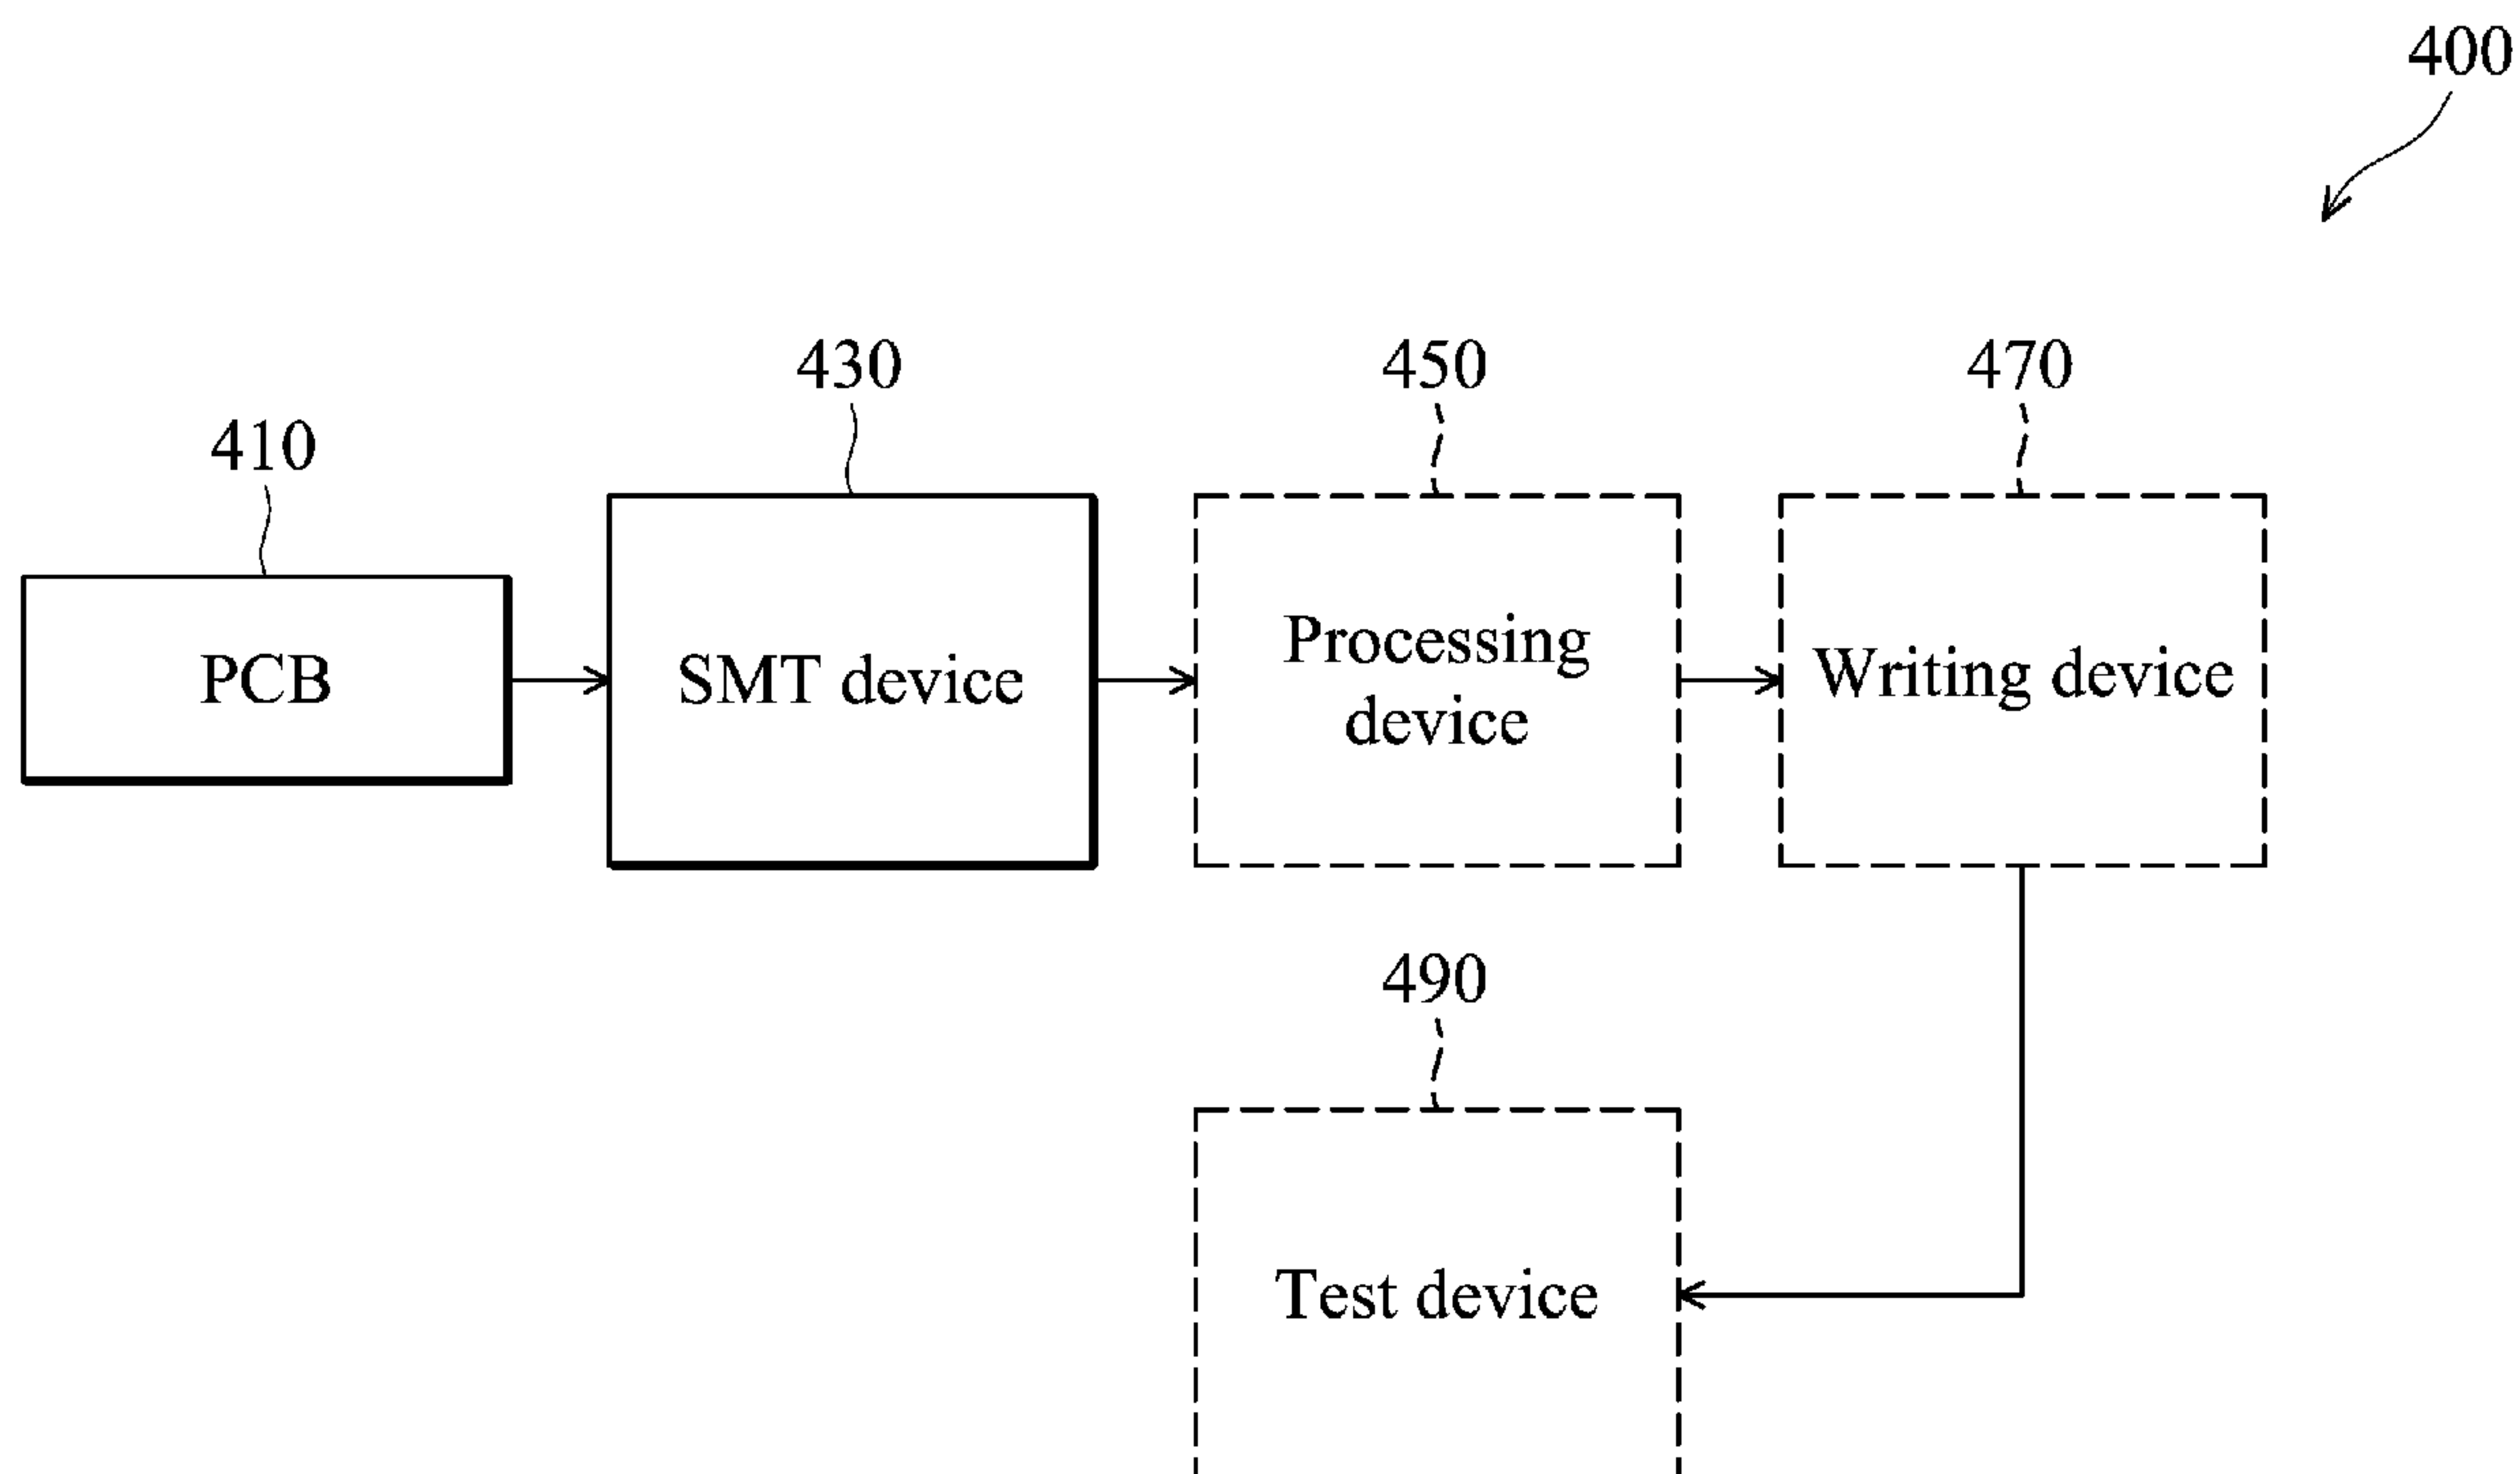 400
430
450
470
410
PCB
SMT device
Processing
device
Writing device
490
Test device